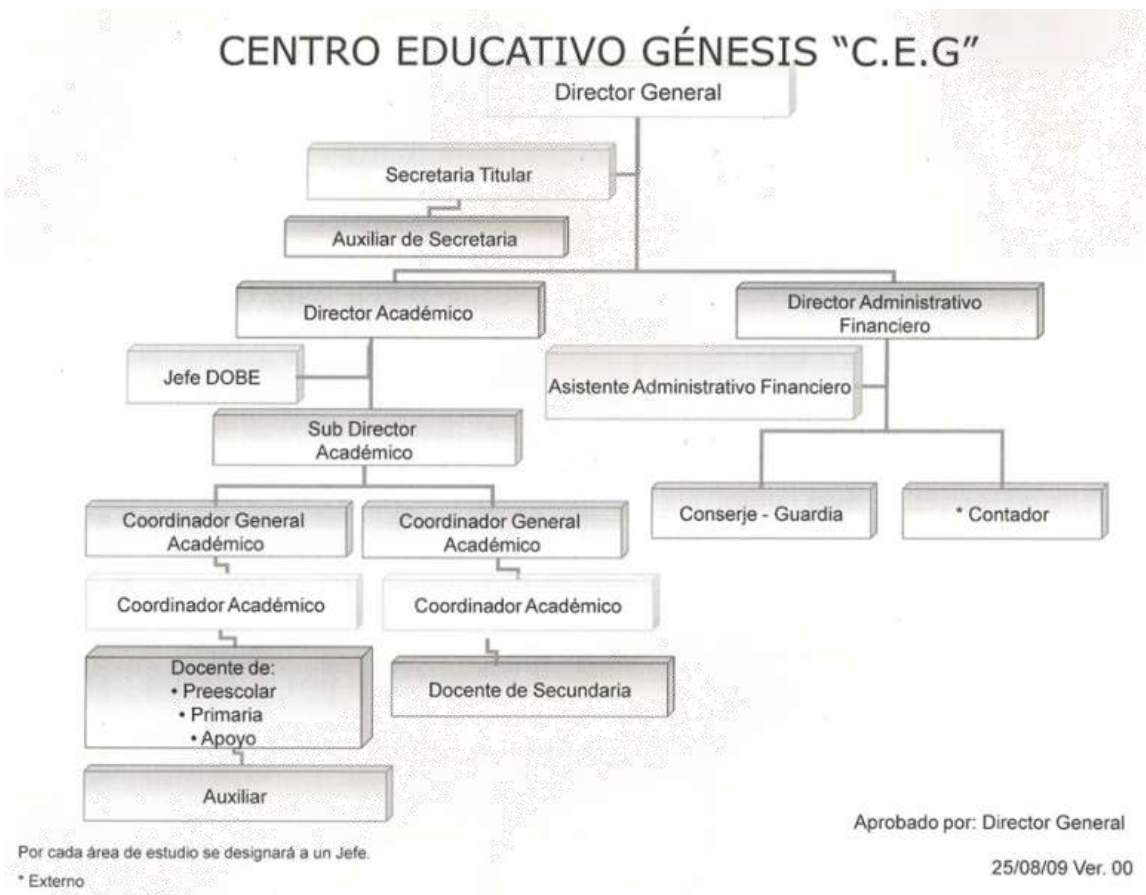 CENTRO EDUCATIVO GÉNESIS “C.E.G”
Director General
Secretaria Titular
Auxiliar de Secretaria
Director Académico
Director Administrativo
Financiero
Jefe DOBE
Asistente Administrativo Financiero
Sub Director
Académico
Conserje - Guardia
* Contador
Coordinador General
Académico
Coordinador General
Académico
Coordinador Académico
Coordinador Académico
Docente de:
• Preescolar
• Primaria
• Apoyo
Docente de Secundaria
Auxiliar
Aprobado por: Director General
Por cada área de estudio se designará a un Jefe.
25/08/09 Ver. 00
* Externo